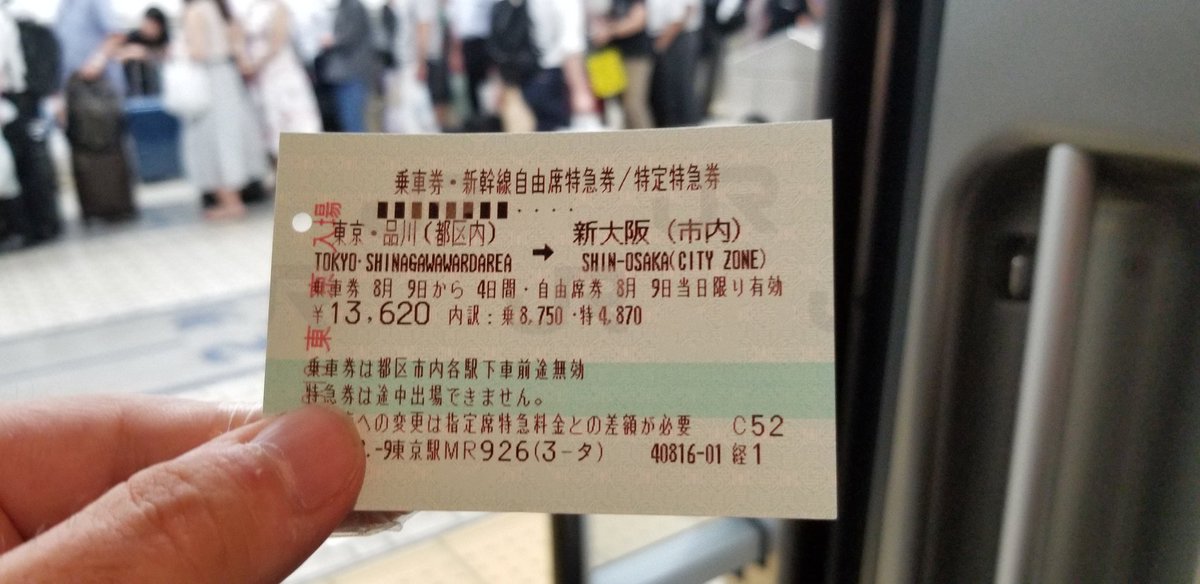 乗車券・新幹線自由席特急券/特定特急券
東京・品川(都区内) ➡ 新大阪(市内)
TOKYO・SHINAGAWAWARDAREA SHIN-OSAKA(CITY ZONE)
乗車券 8月 9日から 4日間・自由席券 8月 9日当日限り有効
¥13,620 内訳:乗8,750・特4,870
乗車券は都区市内各駅下車前途無効
特急券は途中出場できません。
への変更は指定席特急料金との差額が必要 C52
.-9東京駅MR926(3-タ) 40816-01 経1
東京入場